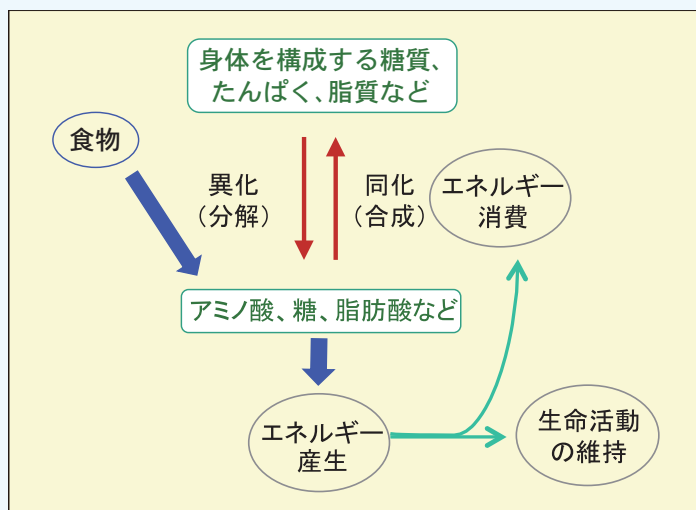 身体を構成する糖質、
たんぱく、脂質など
食物
異化
（分解）
同化
（合成）
エネルギー
消費
アミノ酸、糖、脂肪酸など
エネルギー
産生
生命活動
の維持